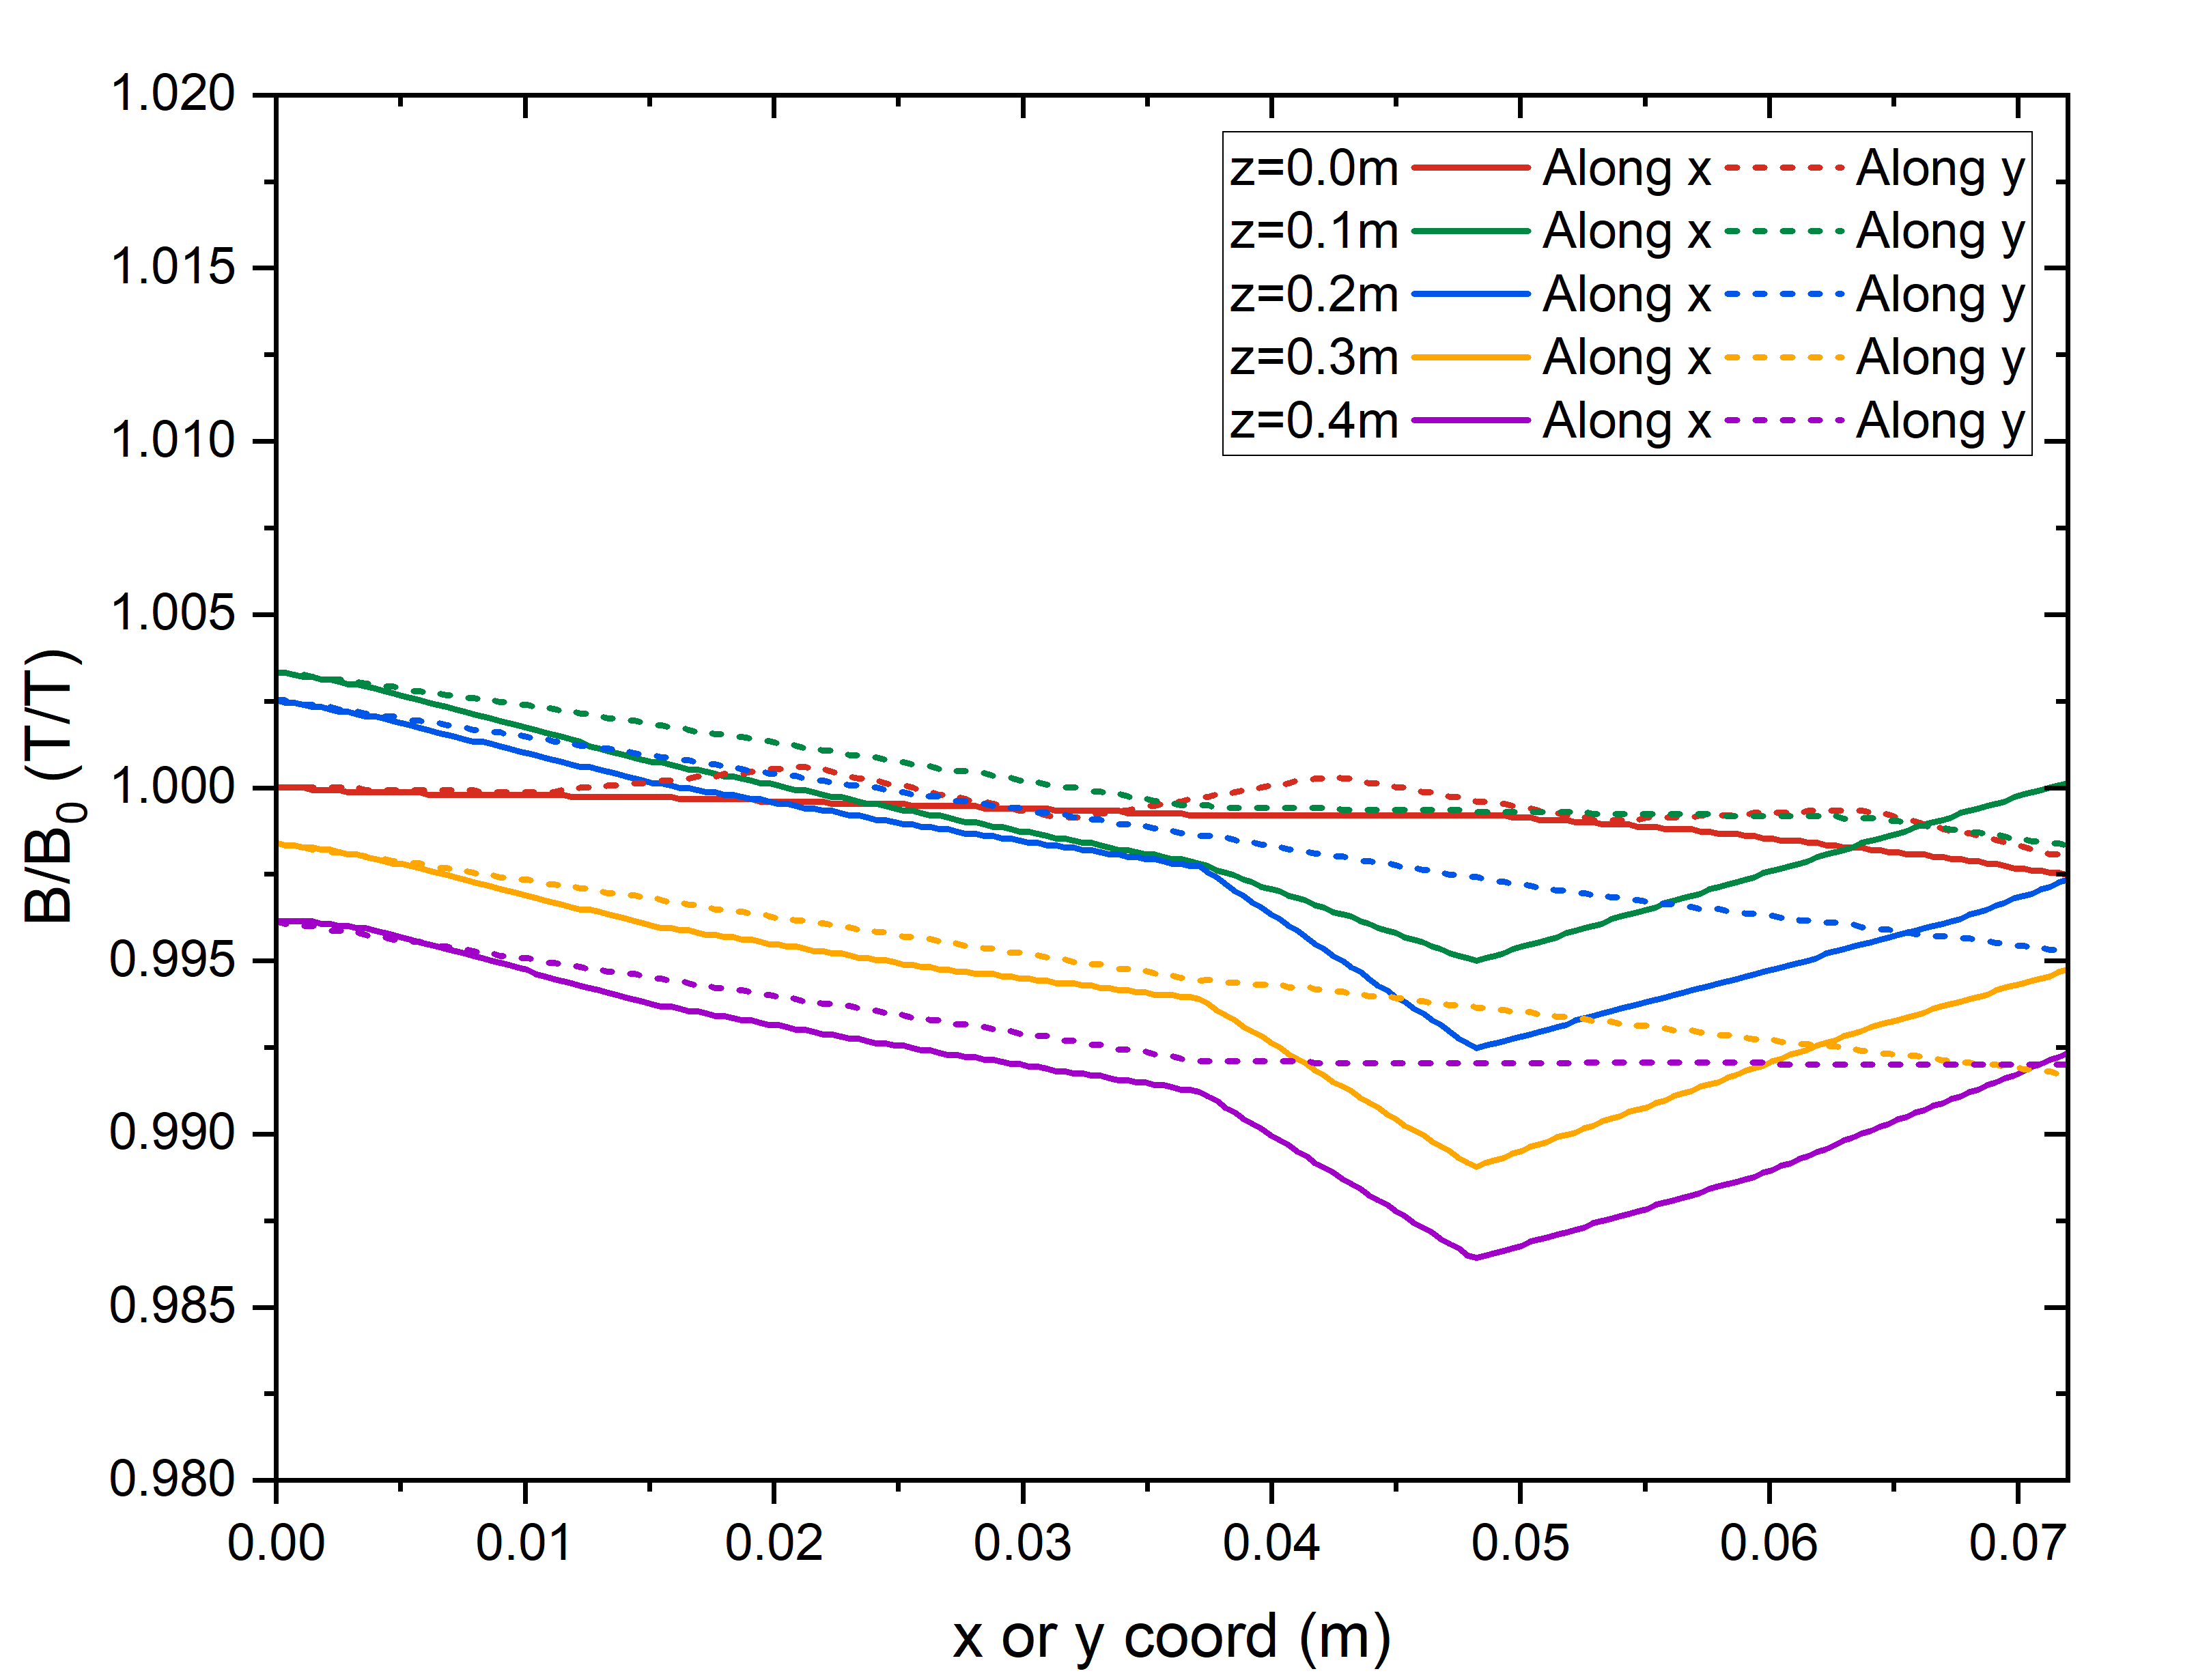 1.020
1.015
1.010
1.005
1.000
0.995
0.990
0.985
0.980
B/B₀ (T/T)
z=0.0m Along x Along y
z=0.1m Along x Along y
z=0.2m Along x Along y
z=0.3m Along x Along y
z=0.4m Along x Along y
0.00 0.01 0.02 0.03 0.04 0.05 0.06 0.07
x or y coord (m)